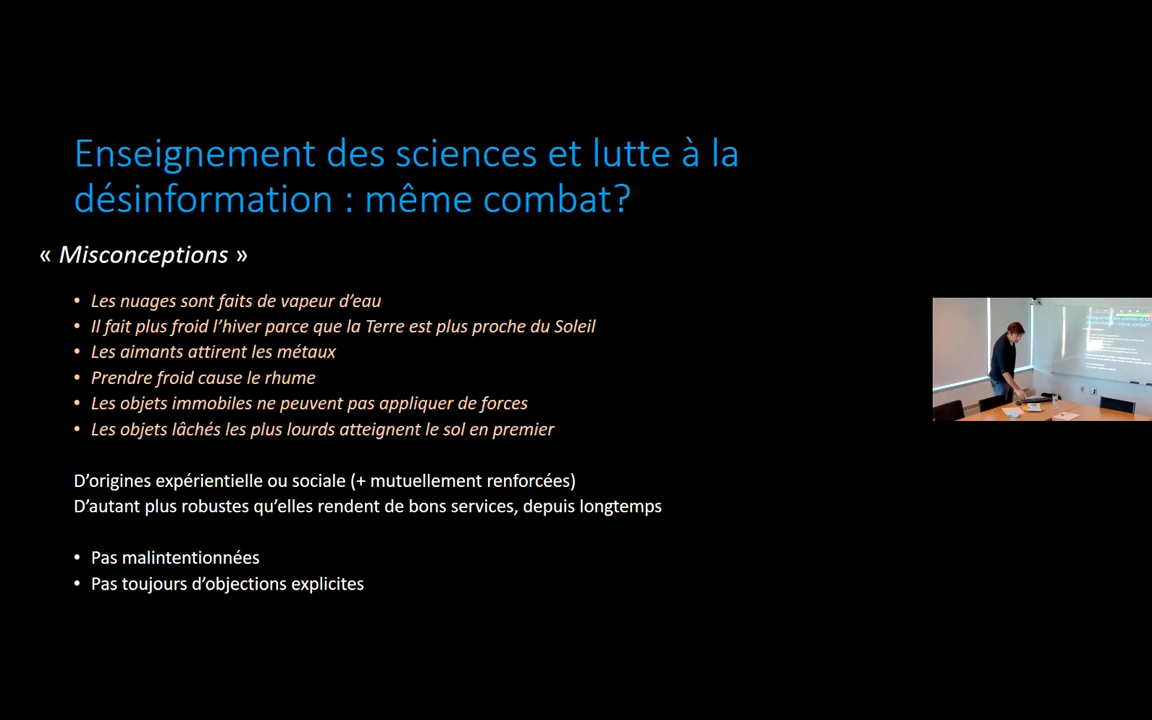 Enseignement des sciences et lutte à la
désinformation : même combat?
« Misconceptions »
• Les nuages sont faits de vapeur d’eau
• Il fait plus froid l’hiver parce que la Terre est plus proche du Soleil
• Les aimants attirent les métaux
• Prendre froid cause le rhume
• Les objets immobiles ne peuvent pas appliquer de forces
• Les objets lâchés les plus lourds atteignent le sol en premier
D’origines expérientielle ou sociale (+ mutuellement renforcées)
D’autant plus robustes qu’elles rendent de bons services, depuis longtemps
• Pas malintentionnées
• Pas toujours d’objections explicites